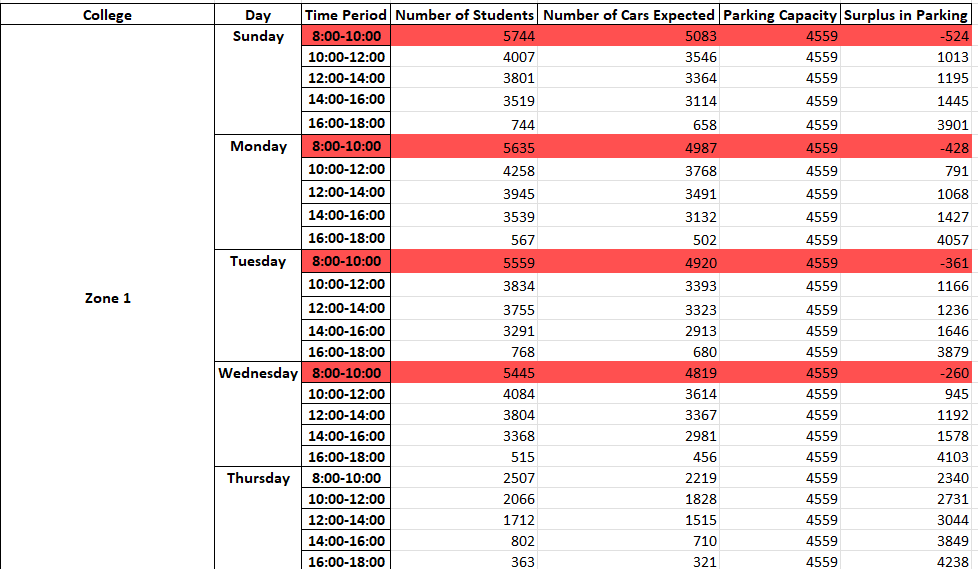 College Day Time Period Number of Students Number of Cars Expected Parking Capacity Surplus in Parking
Sunday 8:00-10:00 5744 5083 4559 -524
10:00-12:00 4007 3546 4559 1013
12:00-14:00 3801 3364 4559 1195
14:00-16:00 3519 3114 4559 1445
16:00-18:00 744 658 4559 3901
Monday 8:00-10:00 5635 4987 4559 -428
10:00-12:00 4258 3768 4559 791
12:00-14:00 3945 3491 4559 1068
14:00-16:00 3539 3132 4559 1427
16:00-18:00 567 502 4559 4057
Tuesday 8:00-10:00 5559 4920 4559 -361
10:00-12:00 3834 3393 4559 1166
Zone 1
12:00-14:00 3755 3323 4559 1236
14:00-16:00 3291 2913 4559 1646
16:00-18:00 768 680 4559 3879
Wednesday 8:00-10:00 5445 4819 4559 -260
10:00-12:00 4084 3614 4559 945
12:00-14:00 3804 3367 4559 1192
14:00-16:00 3368 2981 4559 1578
16:00-18:00 515 456 4559 4103
Thursday 8:00-10:00 2507 2219 4559 2340
10:00-12:00 2066 1828 4559 2731
12:00-14:00 1712 1515 4559 3044
14:00-16:00 802 710 4559 3849
16:00-18:00 363 321 4559 4238